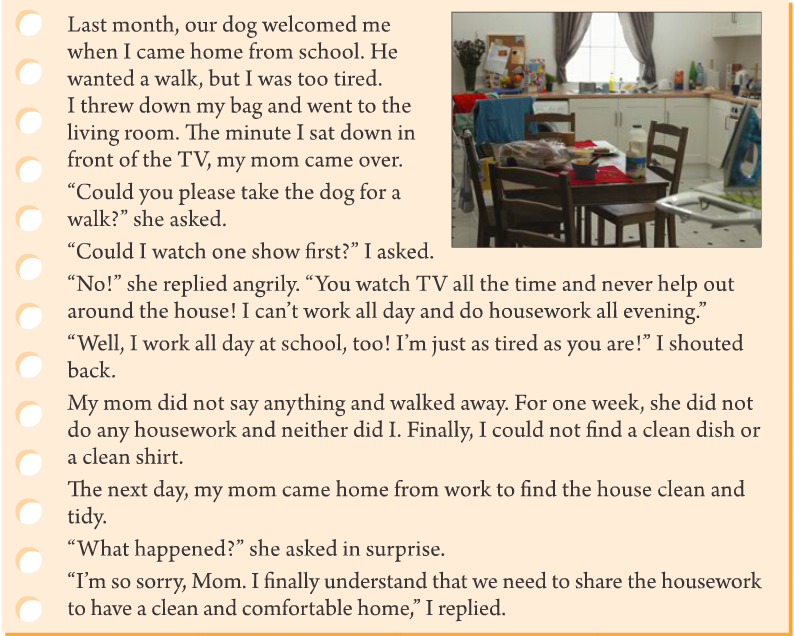 Last month, our dog welcomed me
when I came home from school. He
wanted a walk, but I was too tired.
I threw down my bag and went to the
living room. The minute I sat down in
front of the TV, my mom came over.
“Could you please take the dog for a
walk?” she asked.
“Could I watch one show first?” I asked.
“No!” she replied angrily. “You watch TV all the time and never help out
around the house! I can’t work all day and do housework all evening.”
“Well, I work all day at school, too! I’m just as tired as you are!” I shouted
back.
My mom did not say anything and walked away. For one week, she did not
do any housework and neither did I. Finally, I could not find a clean dish or
a clean shirt.
The next day, my mom came home from work to find the house clean and
tidy.
“What happened?” she asked in surprise.
“I’m so sorry, Mom. I finally understand that we need to share the housework
to have a clean and comfortable home,” I replied.